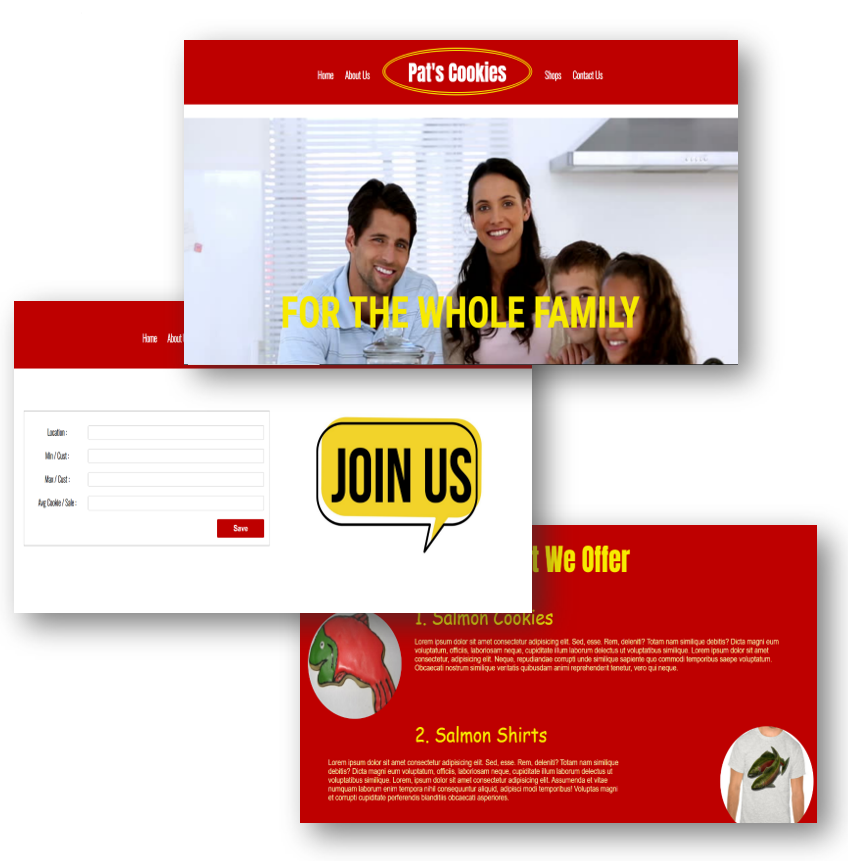 Home About Us Pat's Cookies Shops Contact Us
FOR THE WHOLE FAMILY
Home About
Location :
Min / Cust :
Max / Cust :
Avg Cookie / Sale :
Save
JOIN US
t We Offer
1. Salmon Cookies
Lorem ipsum dolor sit amet consectetur adipisicing elit. Sed, esse. Rem, deleniti? Totam nam similique debitis? Dicta magni eum
voluptatum, officiis, laboriosam neque, cupiditate illum laborum delectus ut voluptatibus similique. Lorem ipsum dolor sit amet
consectetur, adipisicing elit. Neque, repudiandae corrupti unde similique sapiente quo commodi temporibus saepe voluptatum.
Obcaecati nostrum similique veritatis quibusdam animi reprehenderit tenetur, vero qui neque.
2. Salmon Shirts
Lorem ipsum dolor sit amet consectetur adipisicing elit. Sed, esse. Rem, deleniti? Totam nam similique
debitis? Dicta magni eum voluptatum, officiis, laboriosam neque, cupiditate illum laborum delectus ut
voluptatibus similique. Lorem, ipsum dolor sit amet consectetur adipisicing elit. Assumenda et vitae
numquam laborum enim tempora nihil consequuntur aliquid, adipisci modi temporibus! Voluptas magni
et corrupti cupiditate perferendis blanditiis obcaecati asperiores.